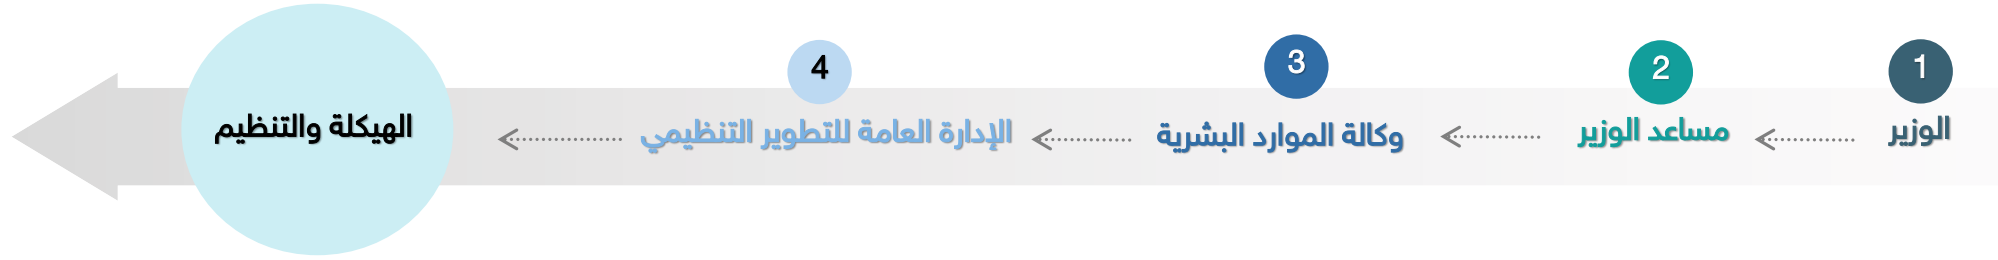 1
الوزير
2
مساعد الوزير
3
وكالة الموارد البشرية
4
الإدارة العامة للتطوير التنظيمي
الهيكلة والتنظيم